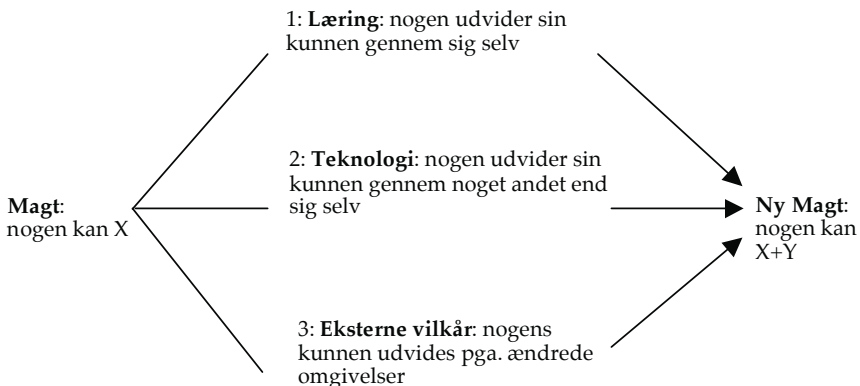 1: Læring: nogen udvider sin
kunnen gennem sig selv
Magt:
nogen kan X
2: Teknologi: nogen udvider sin
kunnen gennem noget andet end
sig selv
3: Eksterne vilkår: nogens
kunnen udvides pga. ændrede
omgivelser
Ny Magt:
nogen kan
X+Y